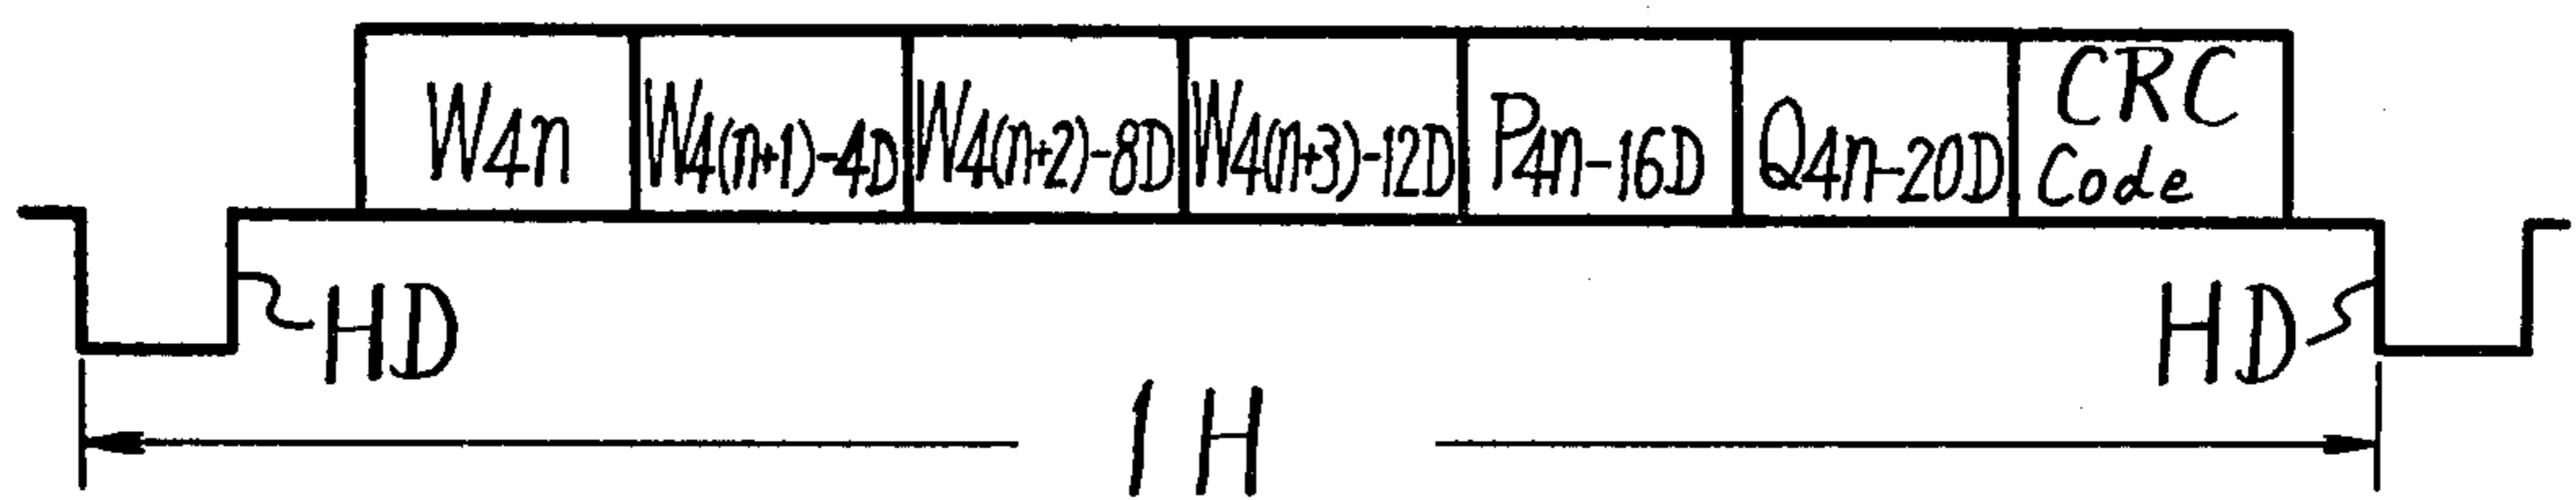 W4n W4(n+1)-4D W4(n+2)-8D W4(n+3)-12D P4n-16D Q4n-20D CRC Code
HD HD
1H